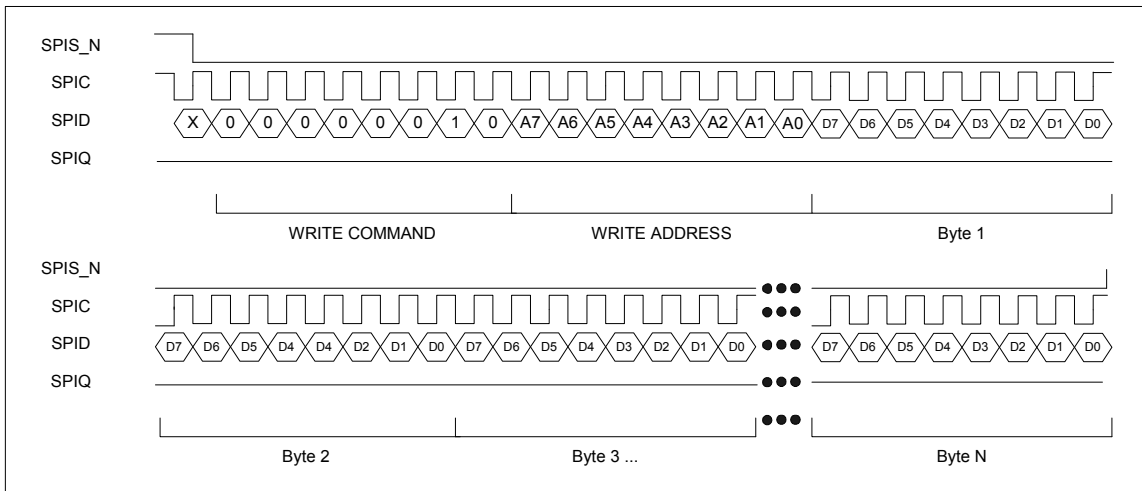 SPIS_N
SPIC
SPID X 0 0 0 0 0 0 1 0 A7 A6 A5 A4 A3 A2 A1 A0 D7 D6 D5 D4 D3 D2 D1 D0
SPIQ
WRITE COMMAND WRITE ADDRESS Byte 1
SPIS_N
SPIC
SPID D7 D6 D5 D4 D4 D2 D1 D0 D7 D6 D5 D4 D3 D2 D1 D0 D7 D6 D5 D4 D3 D2 D1 D0
SPIQ
Byte 2 Byte 3 ... Byte N